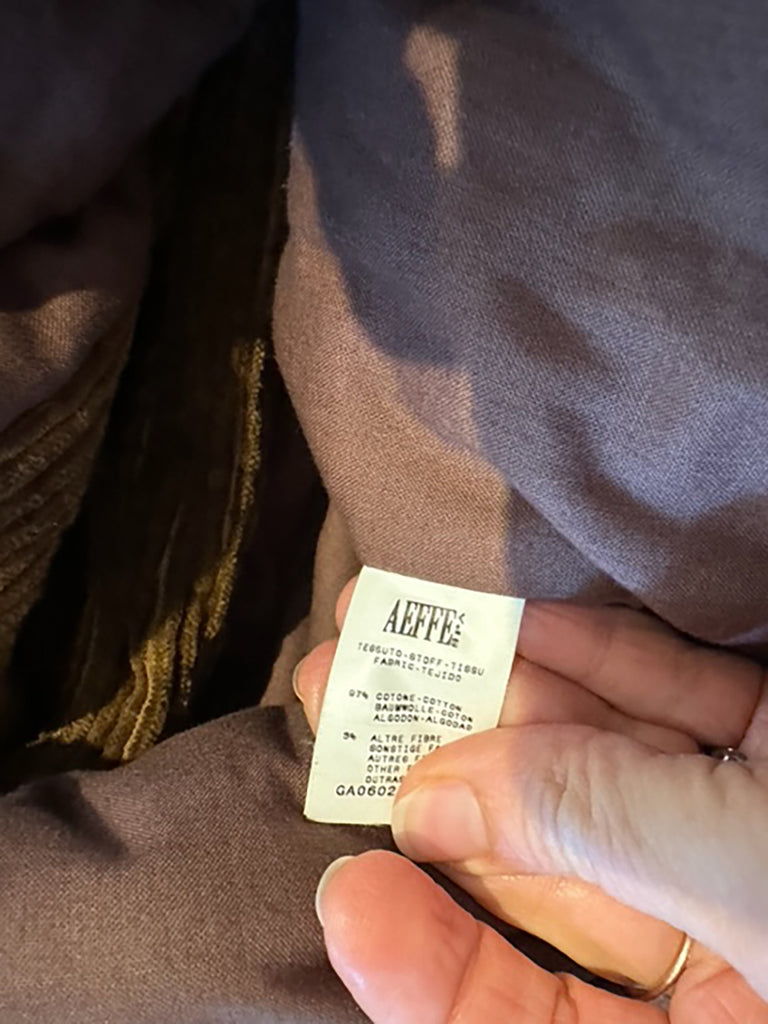 AEFFE SPA
TESSUTO-STOFF-TISSU
FABRIC-TEJIDO
97% COTONE-COTTON
BAUMWOLLE-COTON
ALGODON-ALGODAO
3% ALTRE FIBRE
SONSTIGE
AUTRES
OTHER
OUTRAS
GA0602